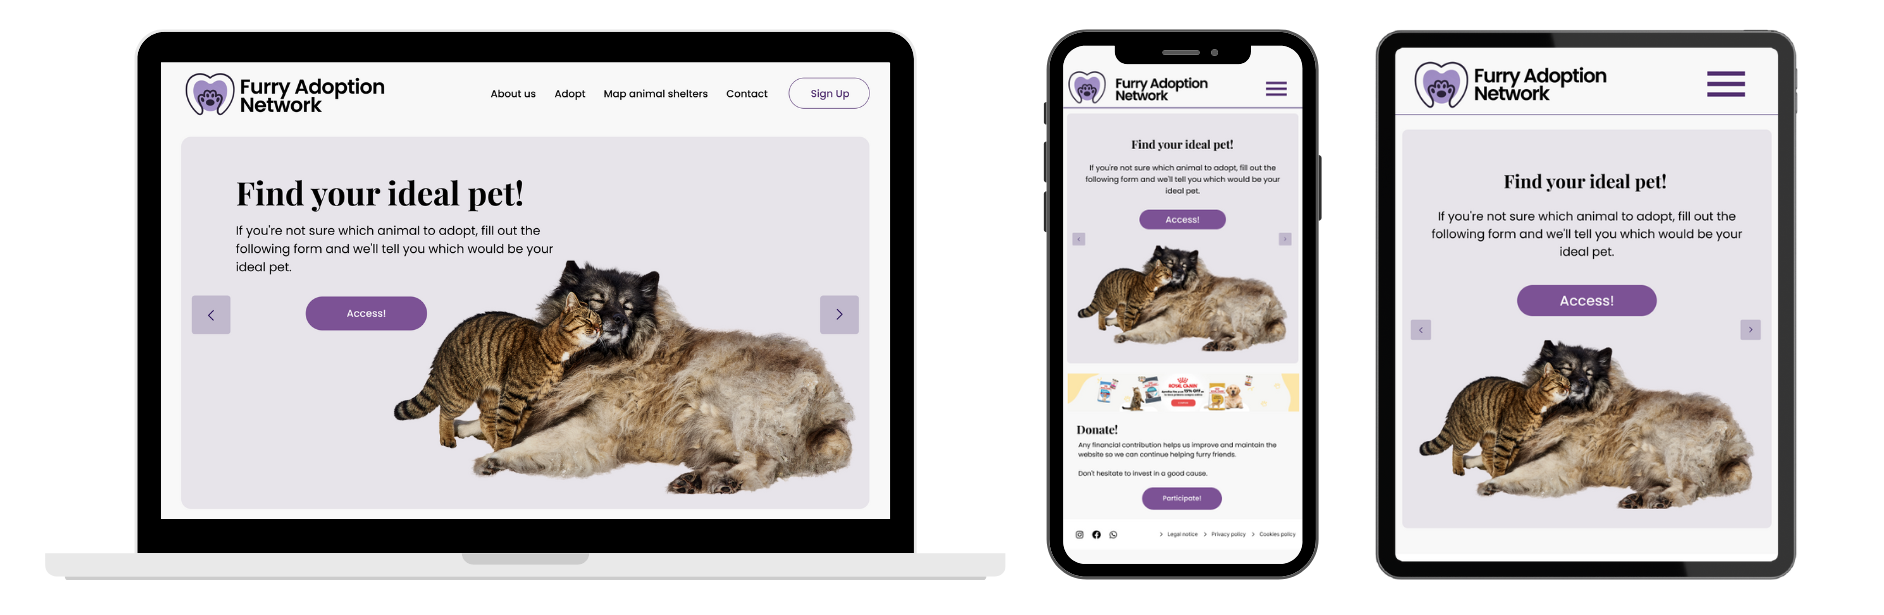 Furry Adoption
Network
About us
Adopt
Map animal shelters
Contact
Sign Up
Find your ideal pet!
If you're not sure which animal to adopt, fill out the
following form and we'll tell you which would be your
ideal pet.
Access!
Furry Adoption
Network
Find your ideal pet!
If you're not sure which animal to adopt, fill out the
following form and we'll tell you which would be your
ideal pet.
Access!
ROYAL CANIN
Donate!
Any financial contribution helps us improve and maintain the
website so we can continue helping furry friends.
Don't hesitate to invest in a good cause.
Participate!
Legal notice
Privacy policy
Cookies policy
Furry Adoption
Network
Find your ideal pet!
If you're not sure which animal to adopt, fill out the
following form and we'll tell you which would be your
ideal pet.
Access!